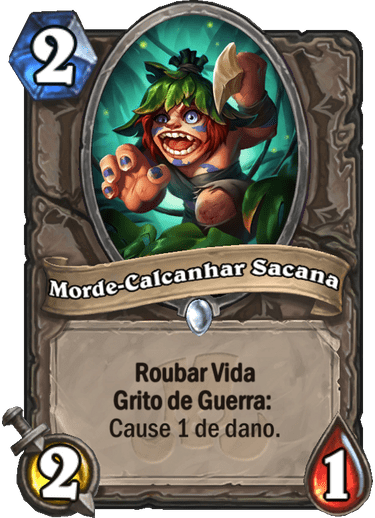 2
Morde-Calcanhar Sacana
Roubar Vida
Grito de Guerra:
Cause 1 de dano.
2
1